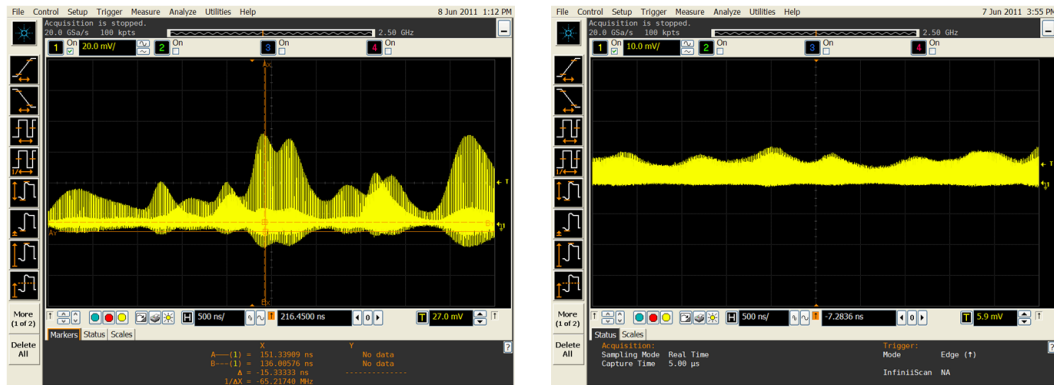 File Control Setup Trigger Measure Analyze Utilities Help 8 Jun 2011 1:12 PM
Acquisition is stopped.
20.0 GSa/s 100 kpts 2.50 GHz
1 On 20.0 mV/ 2 On 3 On 4 On
More
(1 of 2)
Delete
All
H 500 ns/ 216.4500 ns 0 T 27.0 mV
Markers Status Scales
X Y
A———(1) = 151.33909 ns No data
B---(1) = 136.00576 ns No data
Δ = -15.33333 ns --------------
1/ΔX = -65.21740 MHz
File Control Setup Trigger Measure Analyze Utilities Help 7 Jun 2011 3:55 PM
Acquisition is stopped.
20.0 GSa/s 100 kpts 2.50 GHz
1 On 10.0 mV/ 2 On 3 On 4 On
More
(1 of 2)
Delete
All
H 500 ns/ -7.2836 ns 0 T 5.9 mV
Status Scales
Acquisition: Trigger:
Sampling Mode Real Time Mode Edge (↑)
Capture Time 5.00 µs
InfiniiScan NA